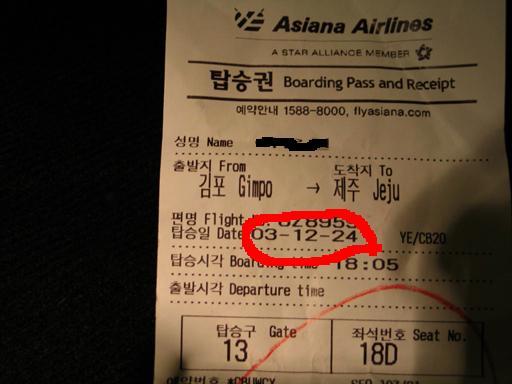 Asiana Airlines
A STAR ALLIANCE MEMBER
탑승권 Boarding Pass and Receipt
예약안내 1588-8000, flyasiana.com
성명 Name
출발지 From 도착지 To
김포 Gimpo → 제주 Jeju
편명 Flight
탑승일 Date 03-12-24 YE/CB20
탑승시각 Boarding time 18:05
출발시각 Departure time
탑승구 Gate 좌석번호 Seat No.
13 18D